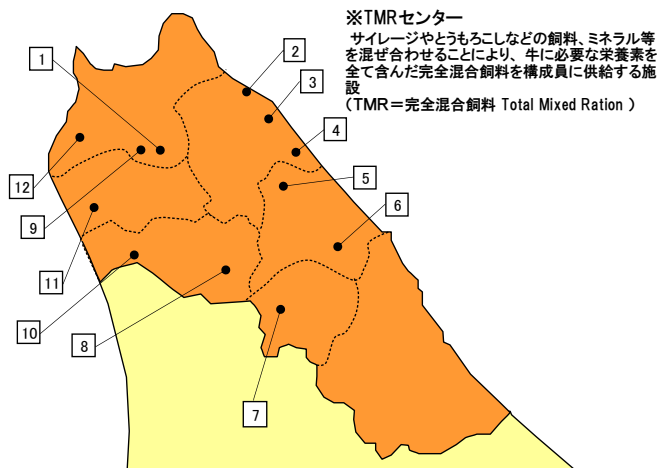 ※TMRセンター
サイレージやとうもろこしなどの飼料、ミネラル等
を混ぜ合わせることにより、牛に必要な栄養素を
全て含んだ完全混合飼料を構成員に供給する施
設
(TMR=完全混合飼料 Total Mixed Ration )
1
2
3
4
5
6
7
8
9
10
11
12